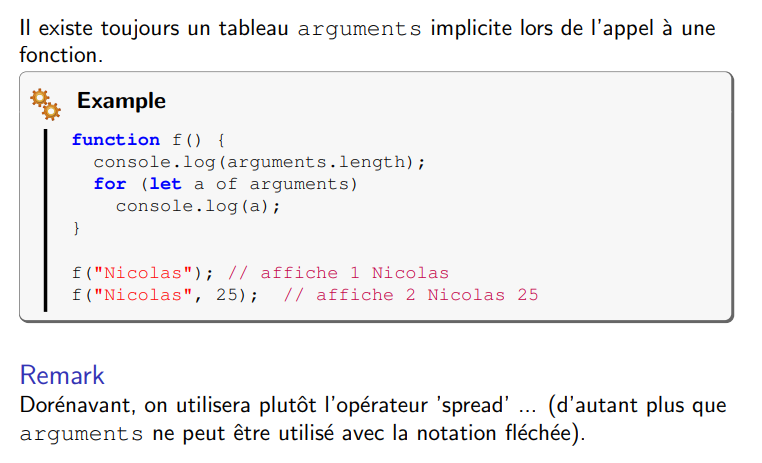 Il existe toujours un tableau arguments implicite lors de l'appel à une
fonction.
Example
function f() {
  console.log(arguments.length);
  for (let a of arguments)
    console.log(a);
}
f("Nicolas"); // affiche 1 Nicolas
f("Nicolas", 25);  // affiche 2 Nicolas 25
Remark
Dorénavant, on utilisera plutôt l'opérateur 'spread' ... (d'autant plus que
arguments ne peut être utilisé avec la notation fléchée).